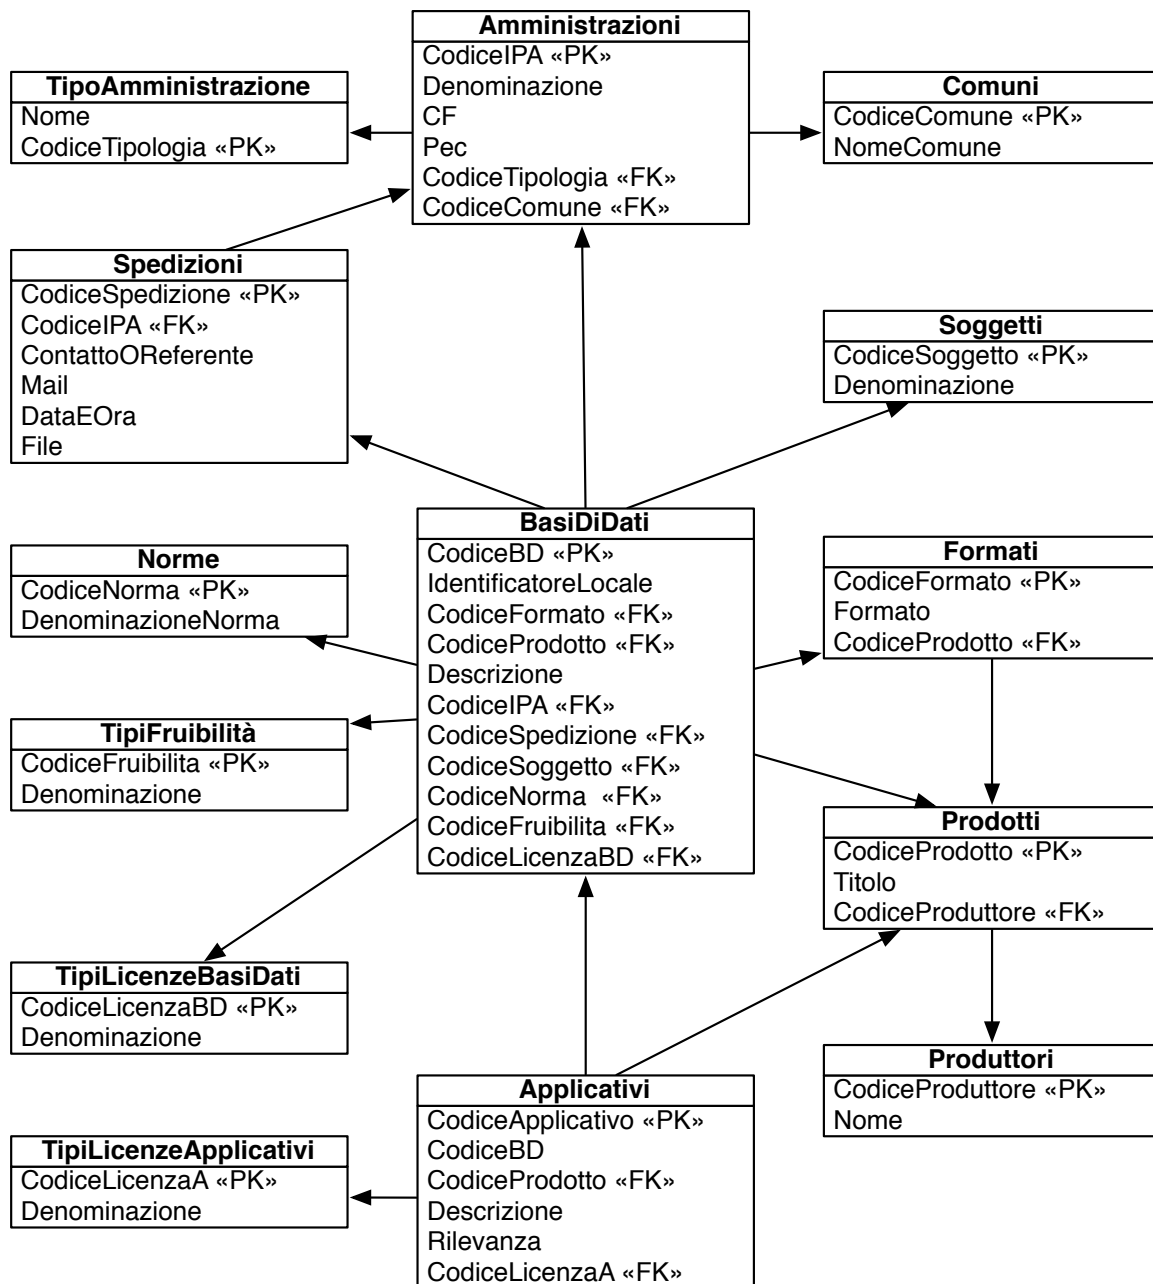 Amministrazioni
CodiceIPA «PK»
Denominazione
CF
Pec
CodiceTipologia «FK»
CodiceComune «FK»
TipoAmministrazione
Nome
CodiceTipologia «PK»
Comuni
CodiceComune «PK»
NomeComune
Spedizioni
CodiceSpedizione «PK»
CodiceIPA «FK»
ContattoOReferente
Mail
DataEOra
File
Soggetti
CodiceSoggetto «PK»
Denominazione
BasiDiDati
CodiceBD «PK»
IdentificatoreLocale
CodiceFormato «FK»
CodiceProdotto «FK»
Descrizione
CodiceIPA «FK»
CodiceSpedizione «FK»
CodiceSoggetto «FK»
CodiceNorma «FK»
CodiceFruibilita «FK»
CodiceLicenzaBD «FK»
Norme
CodiceNorma «PK»
DenominazioneNorma
Formati
CodiceFormato «PK»
Formato
CodiceProdotto «FK»
TipiFruibilità
CodiceFruibilita «PK»
Denominazione
Prodotti
CodiceProdotto «PK»
Titolo
CodiceProduttore «FK»
TipiLicenzeBasiDati
CodiceLicenzaBD «PK»
Denominazione
Produttori
CodiceProduttore «PK»
Nome
Applicativi
CodiceApplicativo «PK»
CodiceBD
CodiceProdotto «FK»
Descrizione
Rilevanza
CodiceLicenzaA «FK»
TipiLicenzeApplicativi
CodiceLicenzaA «PK»
Denominazione